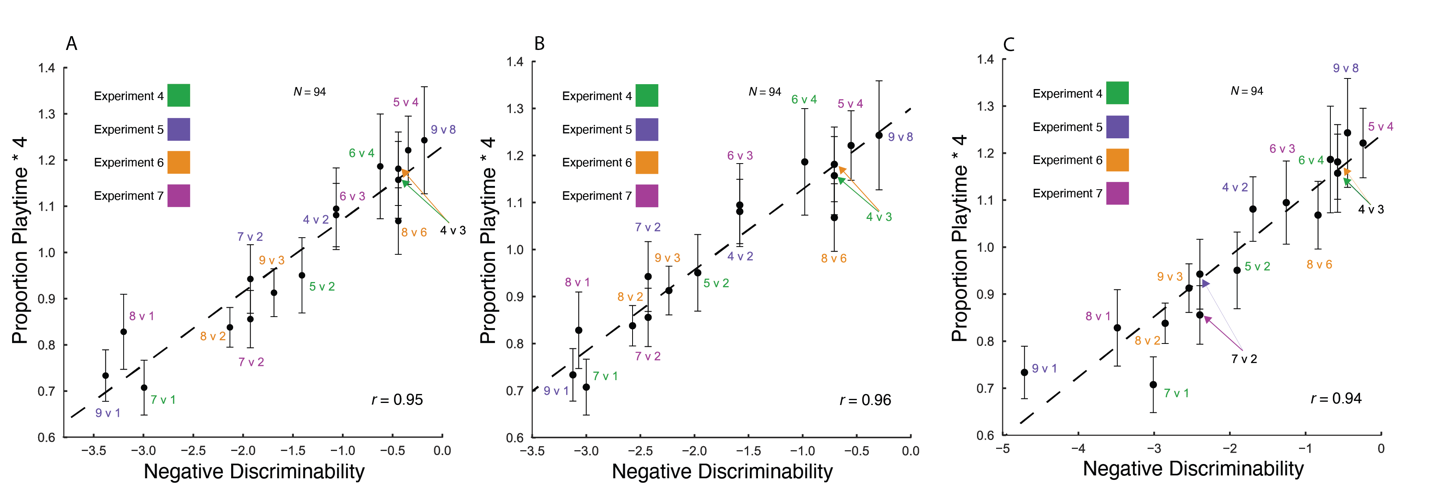 A
Proportion Playtime * 4
1.4
1.3
1.2
1.1
1.0
0.9
0.8
0.7
0.6
Experiment 4
Experiment 5
Experiment 6
Experiment 7
N = 94
5 v 4
9 v 8
6 v 4
6 v 3
4 v 2
4 v 3
8 v 6
7 v 2
9 v 3
5 v 2
8 v 1
8 v 2
7 v 2
7 v 1
9 v 1
r = 0.95
−3.5 −3.0 −2.5 −2.0 −1.5 −1.0 −0.5 0.0
Negative Discriminability
B
Proportion Playtime * 4
1.4
1.3
1.2
1.1
1.0
0.9
0.8
0.7
0.6
Experiment 4
Experiment 5
Experiment 6
Experiment 7
N = 94
6 v 4
5 v 4
9 v 8
6 v 3
4 v 3
7 v 2
4 v 2
9 v 3
8 v 6
8 v 1
8 v 2
5 v 2
7 v 2
7 v 1
9 v 1
r = 0.96
−3.5 −3.0 −2.5 −2.0 −1.5 −1.0 −0.5 0.0
Negative Discriminability
C
Proportion Playtime * 4
1.4
1.3
1.2
1.1
1.0
0.9
0.8
0.7
0.6
Experiment 4
Experiment 5
Experiment 6
Experiment 7
N = 94
9 v 8
5 v 4
6 v 3
6 v 4
4 v 2
4 v 3
9 v 3
5 v 2
8 v 6
8 v 1
8 v 2
7 v 2
9 v 1
7 v 1
r = 0.94
−5 −4 −3 −2 −1 0
Negative Discriminability